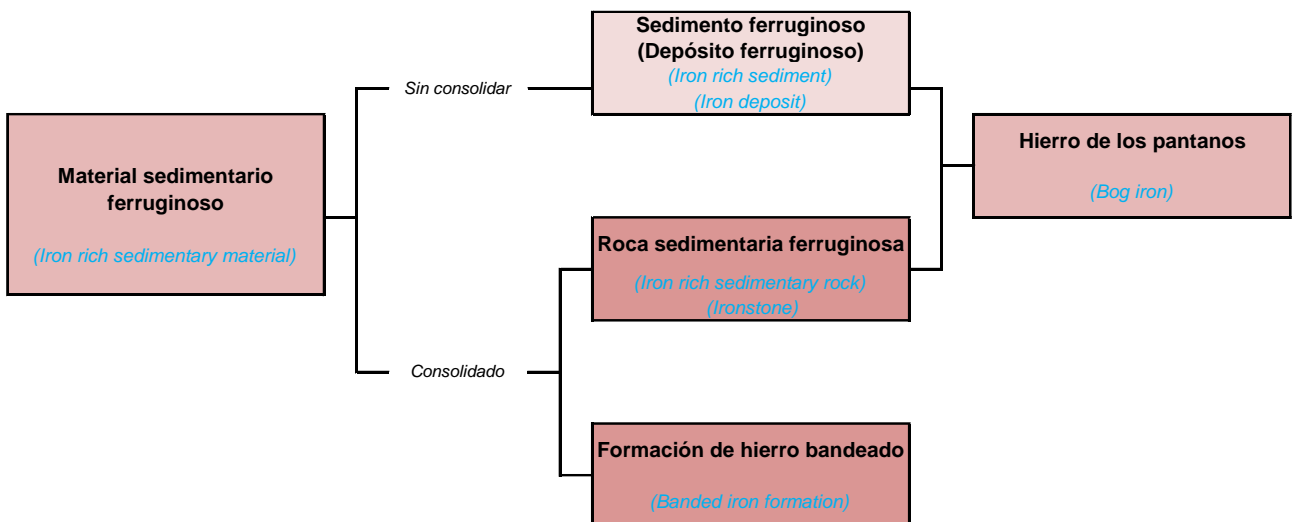 Material sedimentario
ferruginoso
(Iron rich sedimentary material)
Sin consolidar
Consolidado
Sedimento ferruginoso
(Depósito ferruginoso)
(Iron rich sediment)
(Iron deposit)
Roca sedimentaria ferruginosa
(Iron rich sedimentary rock)
(Ironstone)
Formación de hierro bandeado
(Banded iron formation)
Hierro de los pantanos
(Bog iron)